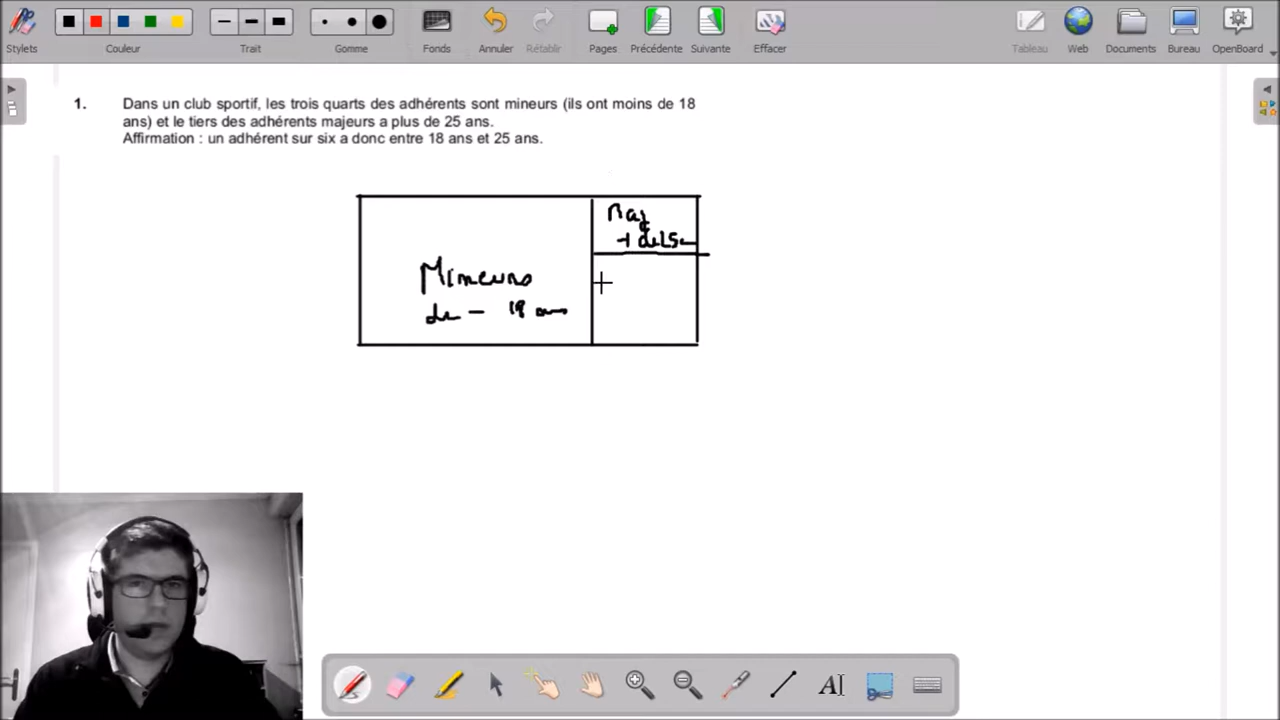 Stylets
Couleur
Trait
Gomme
Fonds
Annuler
Rétablir
Pages
Précédente
Suivante
Effacer
Tableau
Web
Documents
Bureau
OpenBoard
1. Dans un club sportif, les trois quarts des adhérents sont mineurs (ils ont moins de 18
ans) et le tiers des adhérents majeurs a plus de 25 ans.
Affirmation : un adhérent sur six a donc entre 18 ans et 25 ans.
Maj
+ de 25
Mineurs
de - 18 ans
AI